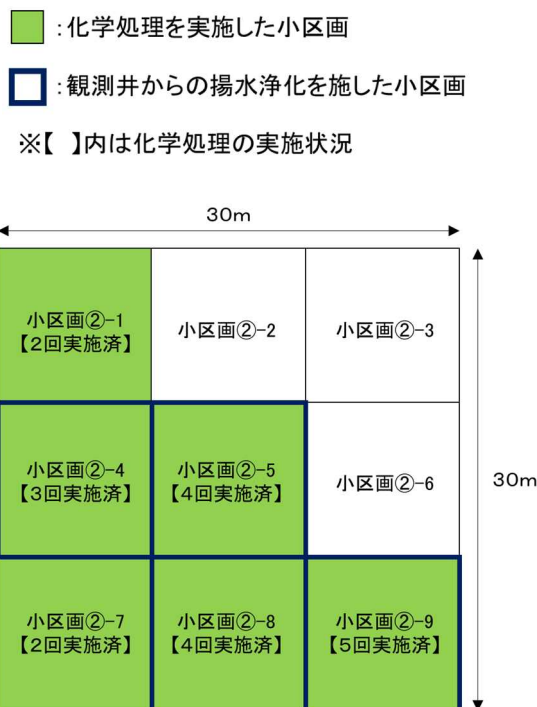 ：化学処理を実施した小区画
：観測井からの揚水浄化を施した小区画
※【　】内は化学処理の実施状況
30m
小区画②-1
【2回実施済】
小区画②-2
小区画②-3
小区画②-4
【3回実施済】
小区画②-5
【4回実施済】
小区画②-6
30m
小区画②-7
【2回実施済】
小区画②-8
【4回実施済】
小区画②-9
【5回実施済】